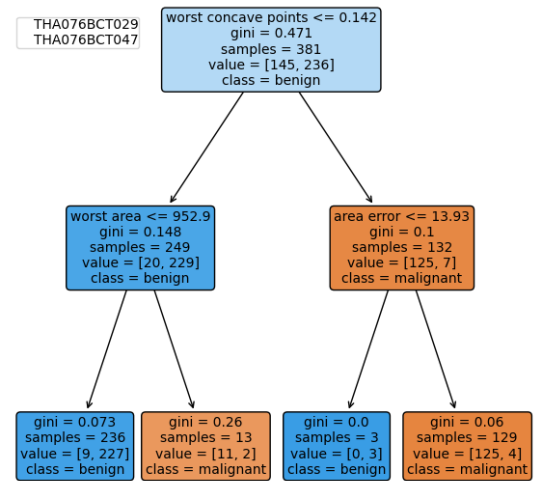 THA076BCT029
THA076BCT047
worst concave points <= 0.142
gini = 0.471
samples = 381
value = [145, 236]
class = benign
worst area <= 952.9
gini = 0.148
samples = 249
value = [20, 229]
class = benign
area error <= 13.93
gini = 0.1
samples = 132
value = [125, 7]
class = malignant
gini = 0.073
samples = 236
value = [9, 227]
class = benign
gini = 0.26
samples = 13
value = [11, 2]
class = malignant
gini = 0.0
samples = 3
value = [0, 3]
class = benign
gini = 0.06
samples = 129
value = [125, 4]
class = malignant